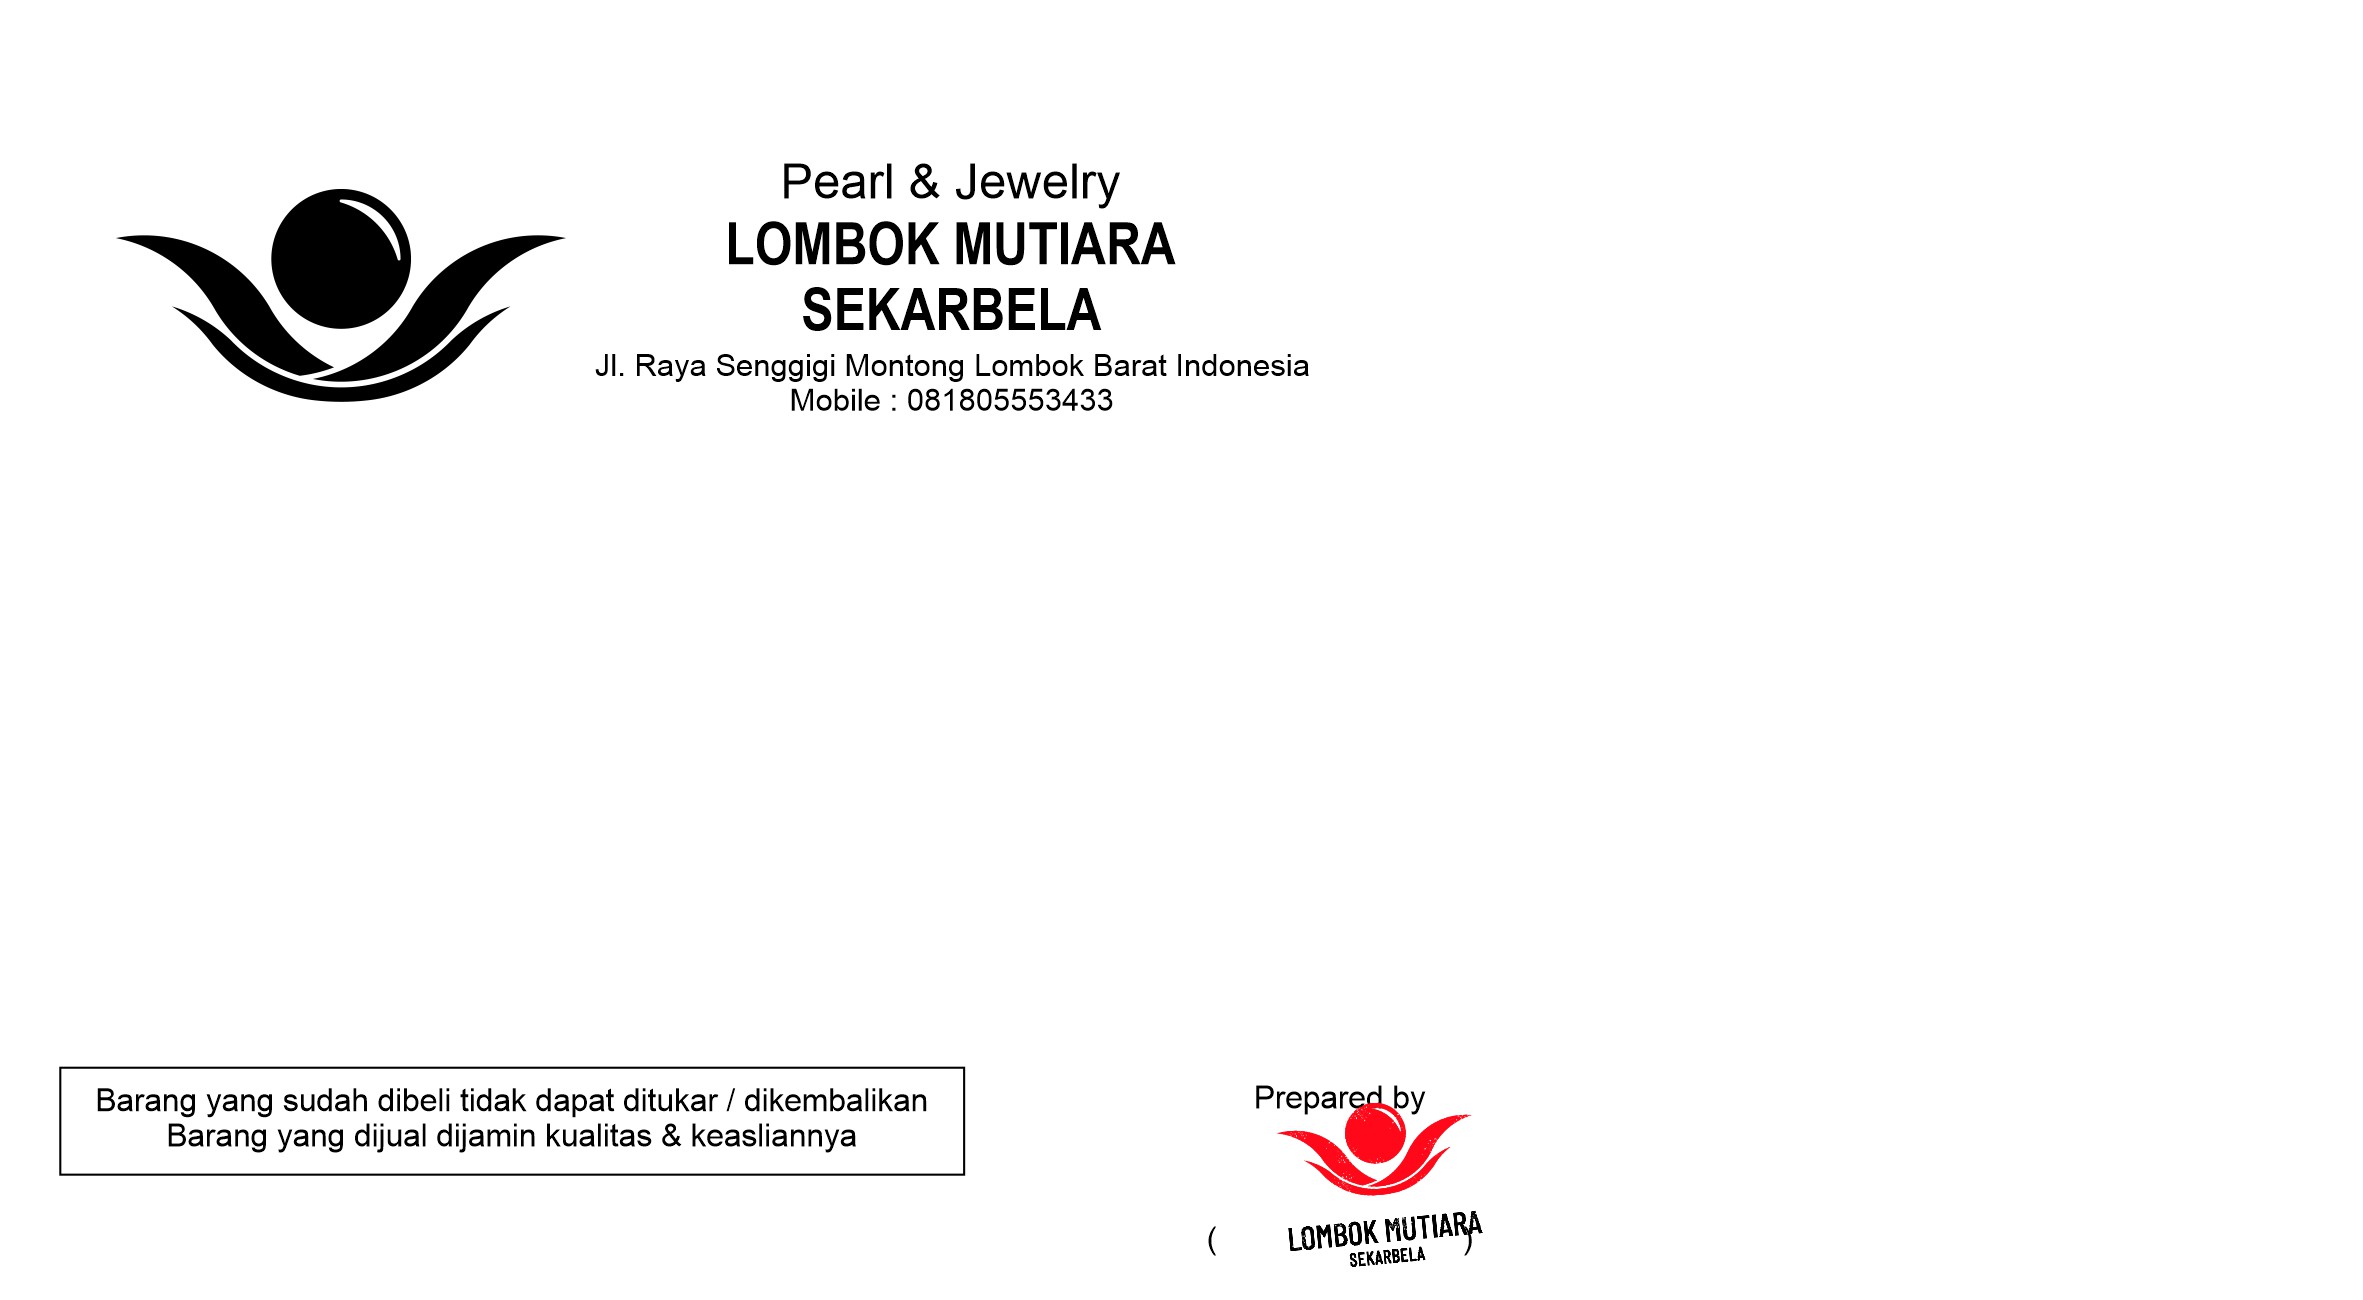 Pearl & Jewelry
LOMBOK MUTIARA
SEKARBELA
Jl. Raya Senggigi Montong Lombok Barat Indonesia
Mobile : 081805553433
Barang yang sudah dibeli tidak dapat ditukar / dikembalikan
Barang yang dijual dijamin kualitas & keasliannya
Prepared by
( LOMBOK MUTIARA )
SEKARBELA